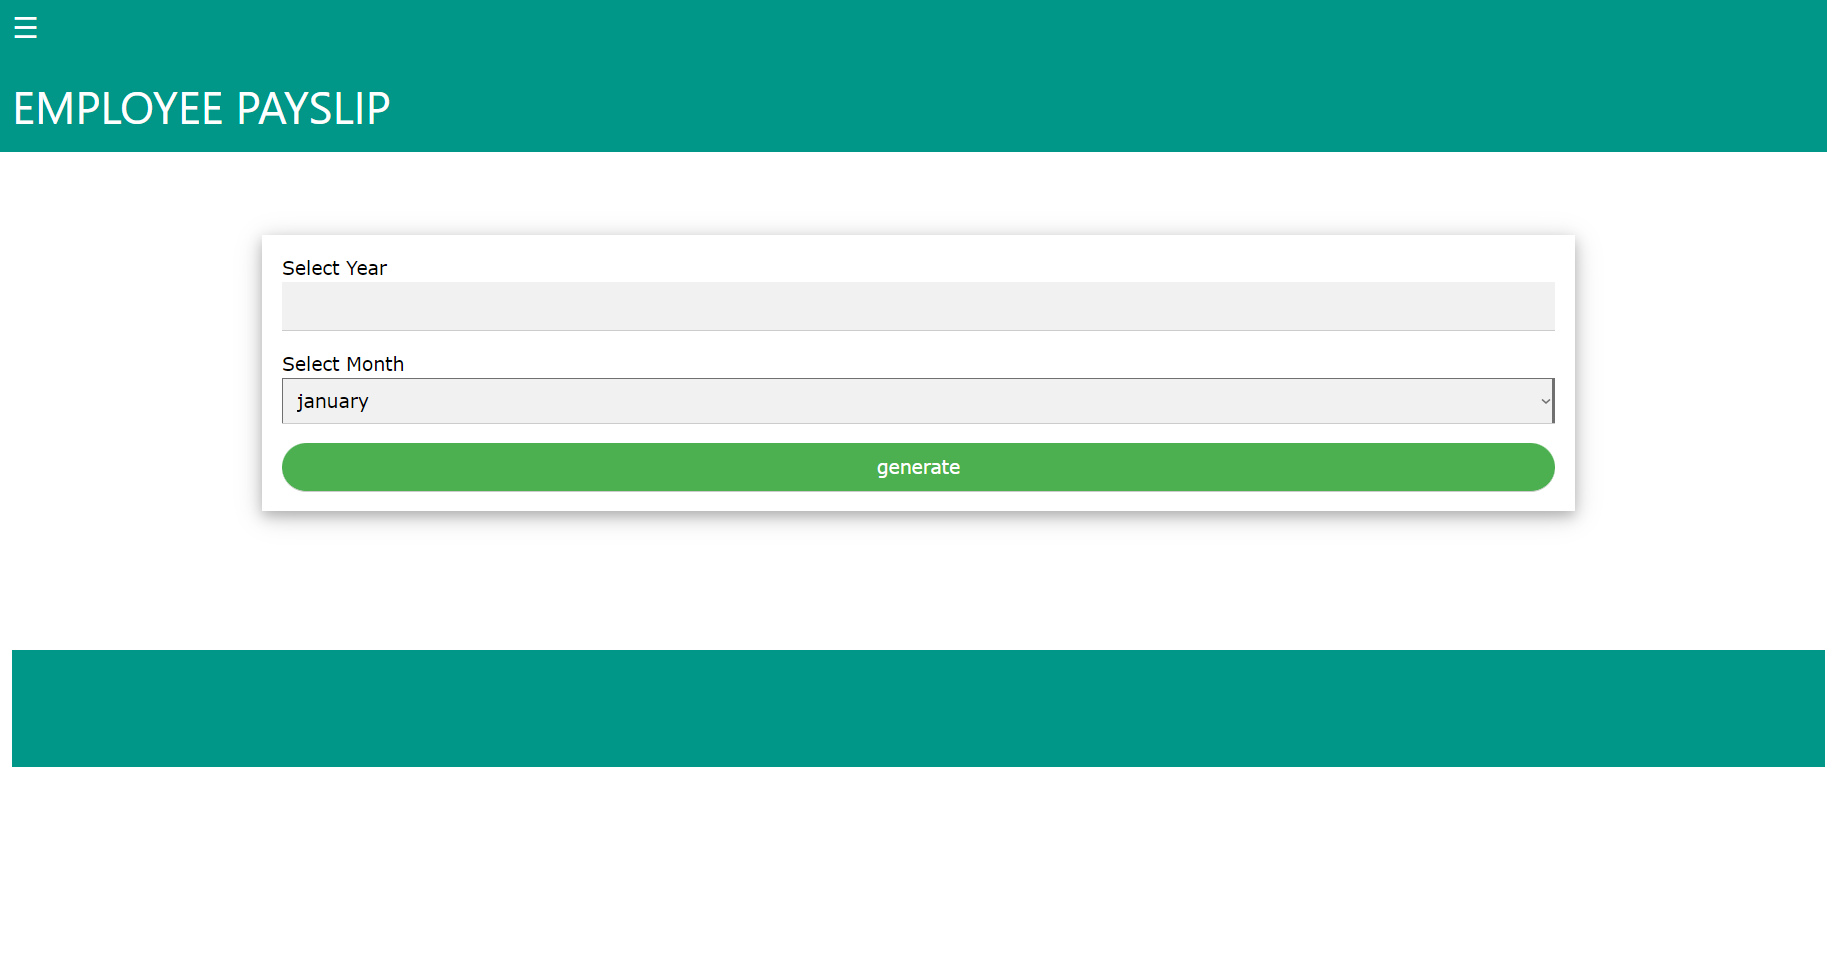 ☰
EMPLOYEE PAYSLIP
Select Year
Select Month
january
generate